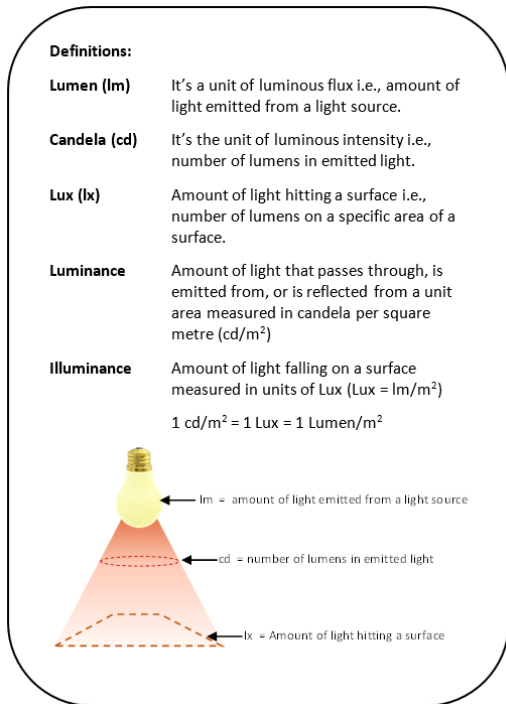 Definitions:
Lumen (lm) It's a unit of luminous flux i.e., amount of
light emitted from a light source.
Candela (cd) It's the unit of luminous intensity i.e.,
number of lumens in emitted light.
Lux (lx) Amount of light hitting a surface i.e.,
number of lumens on a specific area of a
surface.
Luminance Amount of light that passes through, is
emitted from, or is reflected from a unit
area measured in candela per square
metre (cd/m²)
Illuminance Amount of light falling on a surface
measured in units of Lux (Lux = lm/m²)
1 cd/m² = 1 Lux = 1 Lumen/m²
lm = amount of light emitted from a light source
cd = number of lumens in emitted light
lx = Amount of light hitting a surface